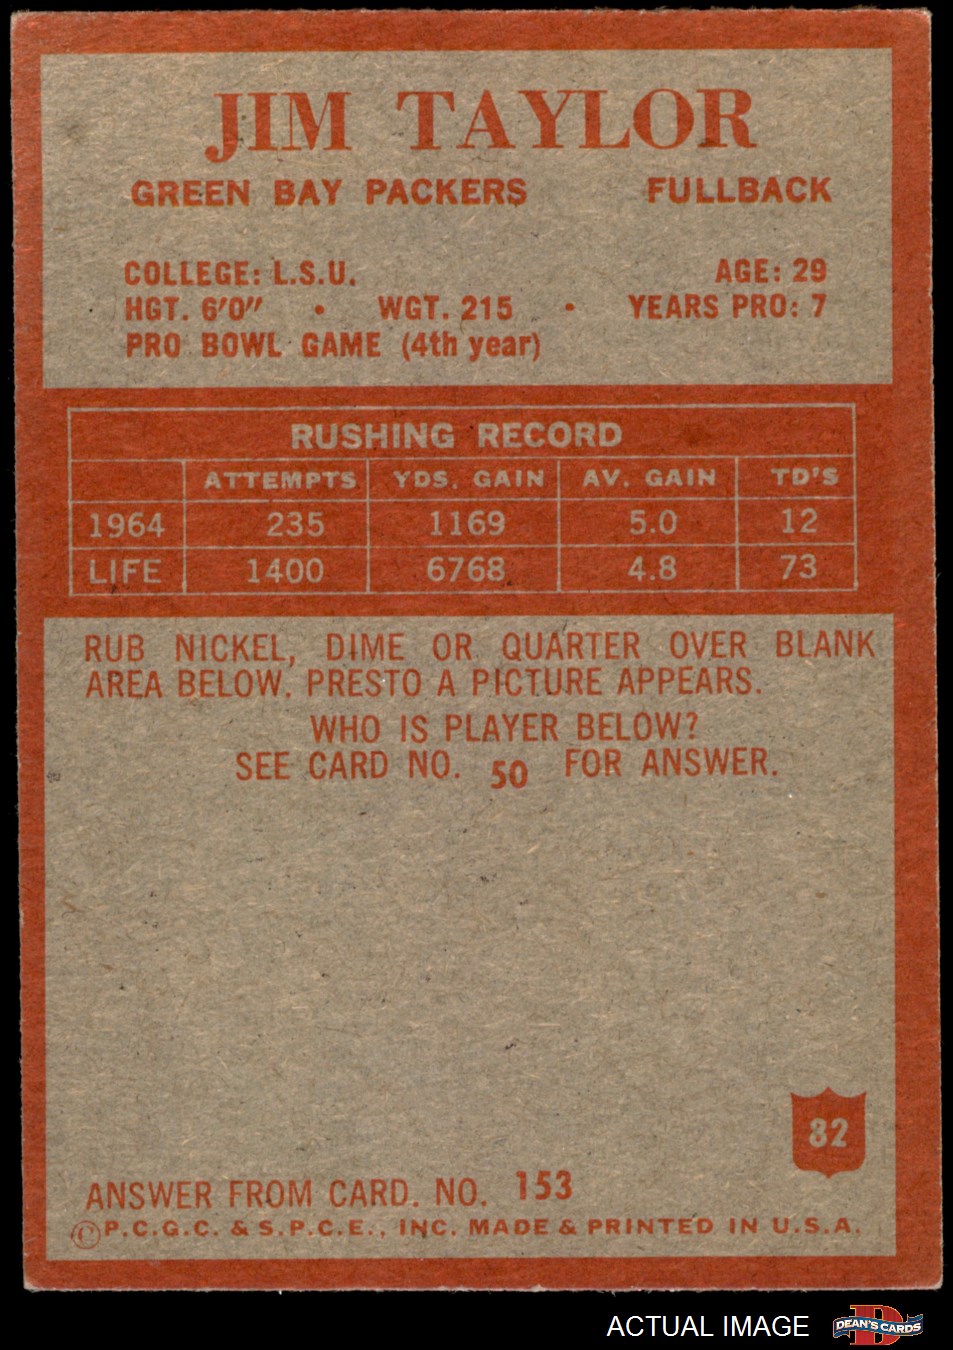 JIM TAYLOR
GREEN BAY PACKERS FULLBACK
COLLEGE: L.S.U. AGE: 29
HGT. 6'0" • WGT. 215 • YEARS PRO: 7
PRO BOWL GAME (4th year)
RUSHING RECORD
ATTEMPTS YDS. GAIN AV. GAIN TD'S
1964 235 1169 5.0 12
LIFE 1400 6768 4.8 73
RUB NICKEL, DIME OR QUARTER OVER BLANK
AREA BELOW. PRESTO A PICTURE APPEARS.
WHO IS PLAYER BELOW?
SEE CARD NO. 50 FOR ANSWER.
82
ANSWER FROM CARD. NO. 153
©P.C.G.C. & S.P.C.E., INC. MADE & PRINTED IN U.S.A.
ACTUAL IMAGE
D
DEAN'S CARDS